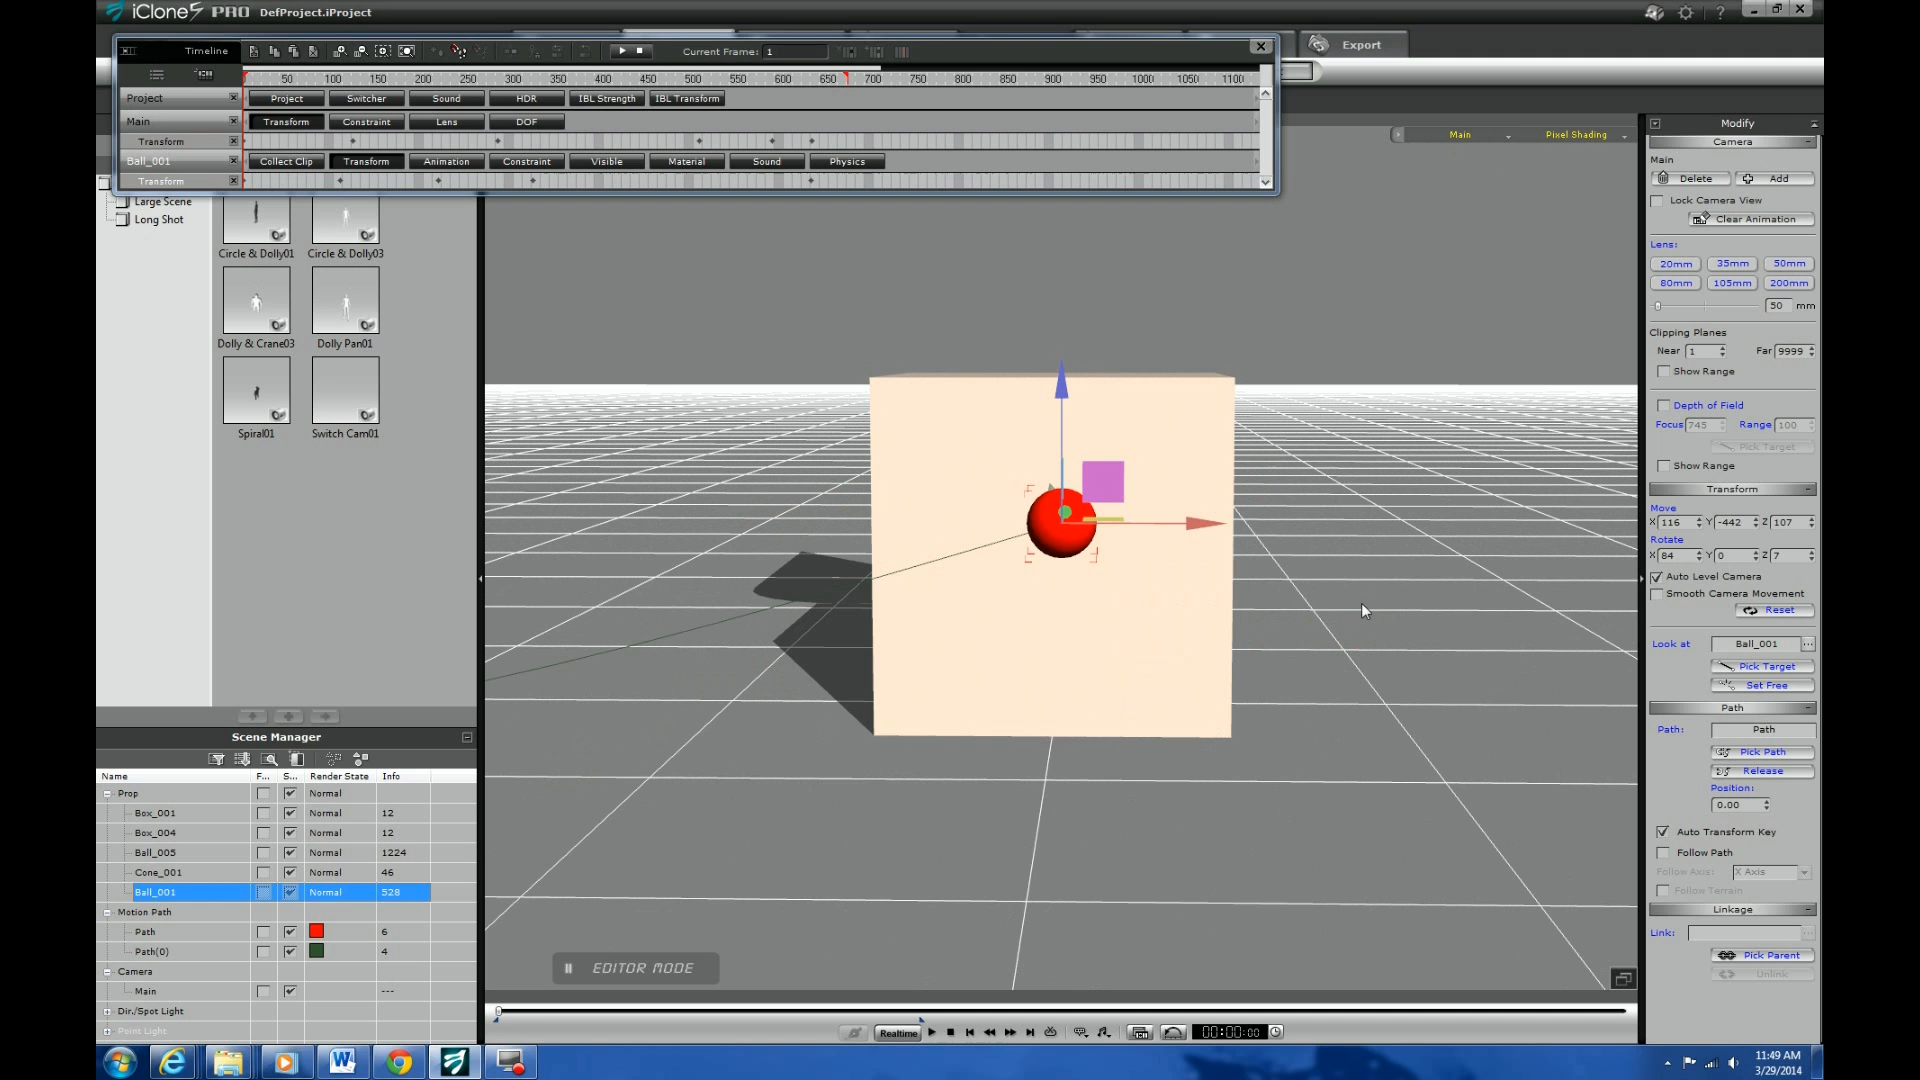 iClone5 PRO DefProject.iProject
?
Export
Timeline
Current Frame: 1
50 100 150 200 250 300 350 400 450 500 550 600 650 700 750 800 850 900 950 1000 1050 1100
Project Project Switcher Sound HDR IBL Strength IBL Transform
Main Transform Constraint Lens DOF
Transform
Ball_001 Collect Clip Transform Animation Constraint Visible Material Sound Physics
Transform
Large Scene
Long Shot
Circle & Dolly01 Circle & Dolly03
Dolly & Crane03 Dolly Pan01
Spiral01 Switch Cam01
Main Pixel Shading
Scene Manager
Name F... S... Render State Info
Prop Normal
Box_001 Normal 12
Box_004 Normal 12
Ball_005 Normal 1224
Cone_001 Normal 46
Ball_001 Normal 528
Motion Path
Path 6
Path(0) 4
Camera
Main ---
Dir./Spot Light
Point Light
EDITOR MODE
Realtime
00:00:00
Modify
Camera
Main
Delete Add
Lock Camera View
Clear Animation
Lens:
20mm 35mm 50mm
80mm 105mm 200mm
50 mm
Clipping Planes
Near 1 Far 9999
Show Range
Depth of Field
Focus 745 Range 100
Pick Target
Show Range
Transform
Move
X 116 Y -442 Z 107
Rotate
X 84 Y 0 Z 7
Auto Level Camera
Smooth Camera Movement
Reset
Look at Ball_001 ...
Pick Target
Set Free
Path
Path: Path
Pick Path
Release
Position:
0.00
Auto Transform Key
Follow Path
Follow Axis: X Axis
Follow Terrain
Linkage
Link: ...
Pick Parent
Unlink
11:49 AM
3/29/2014